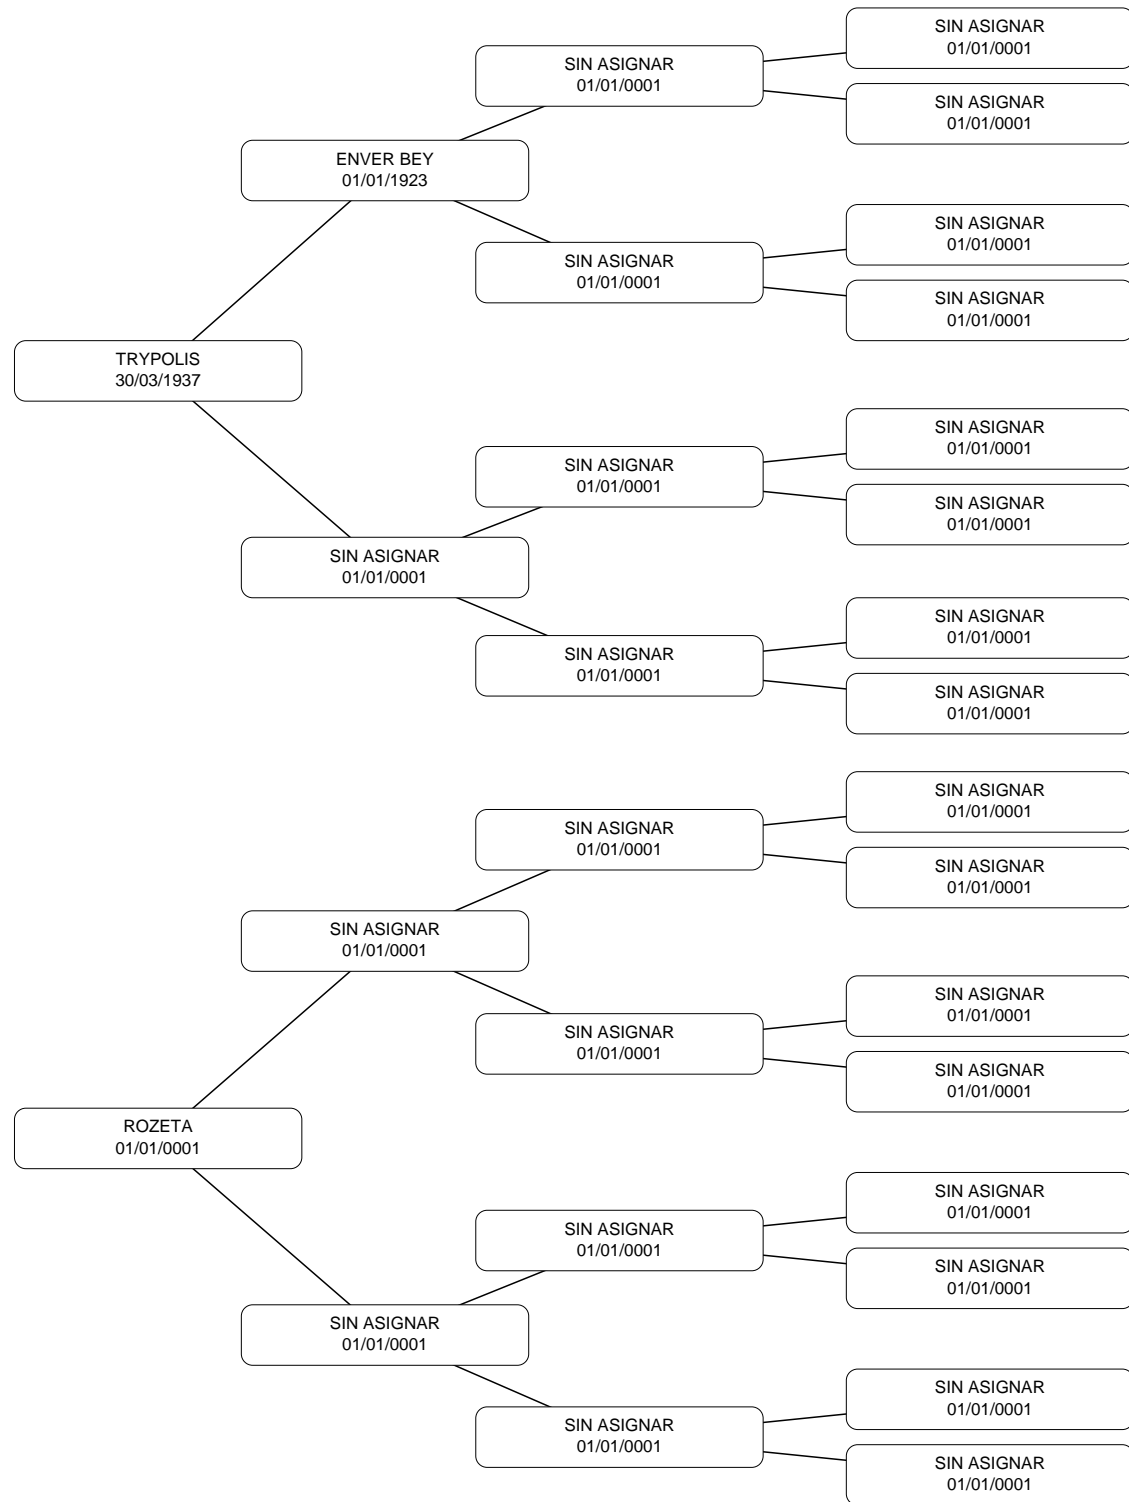 SIN ASIGNAR
01/01/0001
SIN ASIGNAR
01/01/0001
SIN ASIGNAR
01/01/0001
ENVER BEY
01/01/1923
SIN ASIGNAR
01/01/0001
SIN ASIGNAR
01/01/0001
SIN ASIGNAR
01/01/0001
TRYPOLIS
30/03/1937
SIN ASIGNAR
01/01/0001
SIN ASIGNAR
01/01/0001
SIN ASIGNAR
01/01/0001
SIN ASIGNAR
01/01/0001
SIN ASIGNAR
01/01/0001
SIN ASIGNAR
01/01/0001
SIN ASIGNAR
01/01/0001
SIN ASIGNAR
01/01/0001
SIN ASIGNAR
01/01/0001
SIN ASIGNAR
01/01/0001
SIN ASIGNAR
01/01/0001
SIN ASIGNAR
01/01/0001
SIN ASIGNAR
01/01/0001
SIN ASIGNAR
01/01/0001
ROZETA
01/01/0001
SIN ASIGNAR
01/01/0001
SIN ASIGNAR
01/01/0001
SIN ASIGNAR
01/01/0001
SIN ASIGNAR
01/01/0001
SIN ASIGNAR
01/01/0001
SIN ASIGNAR
01/01/0001
SIN ASIGNAR
01/01/0001